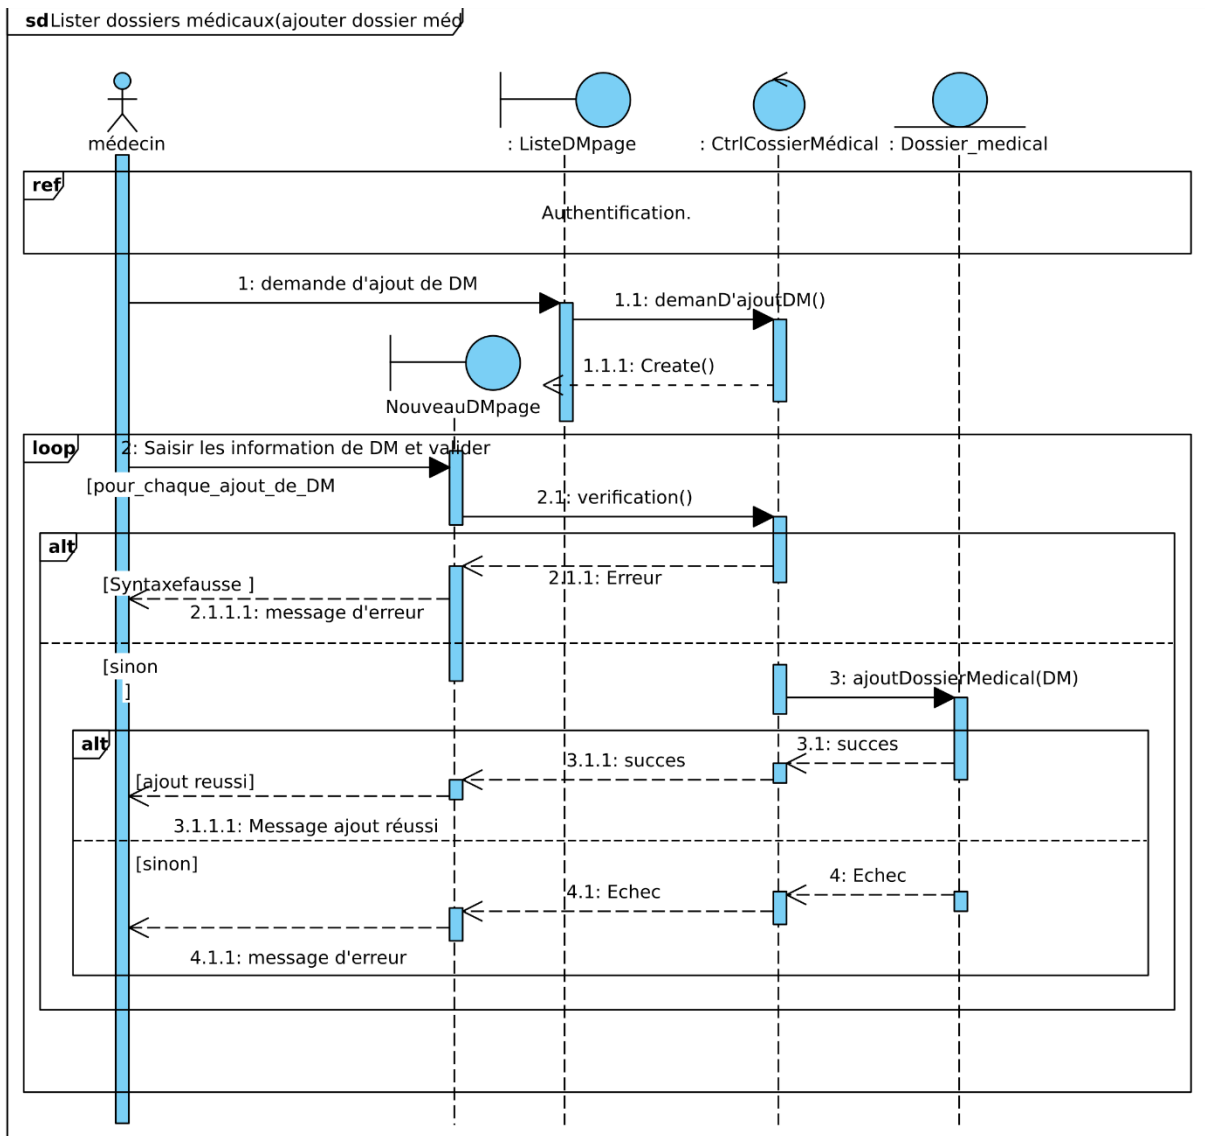 sd Lister dossiers médicaux(ajouter dossier méd
médecin
: ListeDMpage
: CtrlCossierMédical
: Dossier_medical
ref
Authentification.
1: demande d'ajout de DM
1.1: demanD'ajoutDM()
1.1.1: Create()
NouveauDMpage
loop
2: Saisir les information de DM et valider
[pour_chaque_ajout_de_DM
2.1: verification()
alt
2.1.1: Erreur
[Syntaxefausse ]
2.1.1.1: message d'erreur
[sinon
]
3: ajoutDossierMedical(DM)
alt
3.1: succes
3.1.1: succes
[ajout reussi]
3.1.1.1: Message ajout réussi
[sinon]
4: Echec
4.1: Echec
4.1.1: message d'erreur